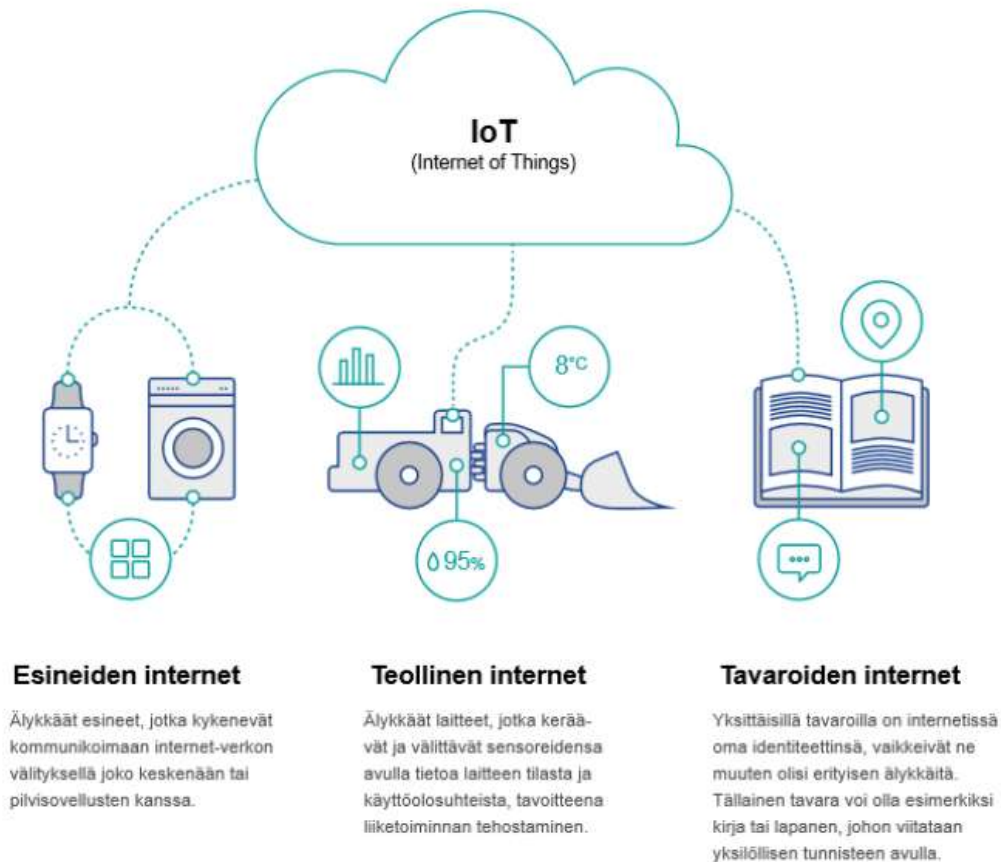 IoT
(Internet of Things)
8°C
95%
Esineiden internet
Älykkäät esineet, jotka kykenevät
kommunikoimaan internet-verkon
välityksellä joko keskenään tai
pilvisovellusten kanssa.
Teollinen internet
Älykkäät laitteet, jotka kerää-
vät ja välittävät sensoreidensa
avulla tietoa laitteen tilasta ja
käyttöolosuhteista, tavoitteena
liiketoiminnan tehostaminen.
Tavaroiden internet
Yksittäisillä tavaroilla on internetissä
oma identiteettinsä, vaikkeivät ne
muuten olisi erityisen älykkäitä.
Tällainen tavara voi olla esimerkiksi
kirja tai lapanen, johon viitataan
yksilöllisen tunnisteen avulla.